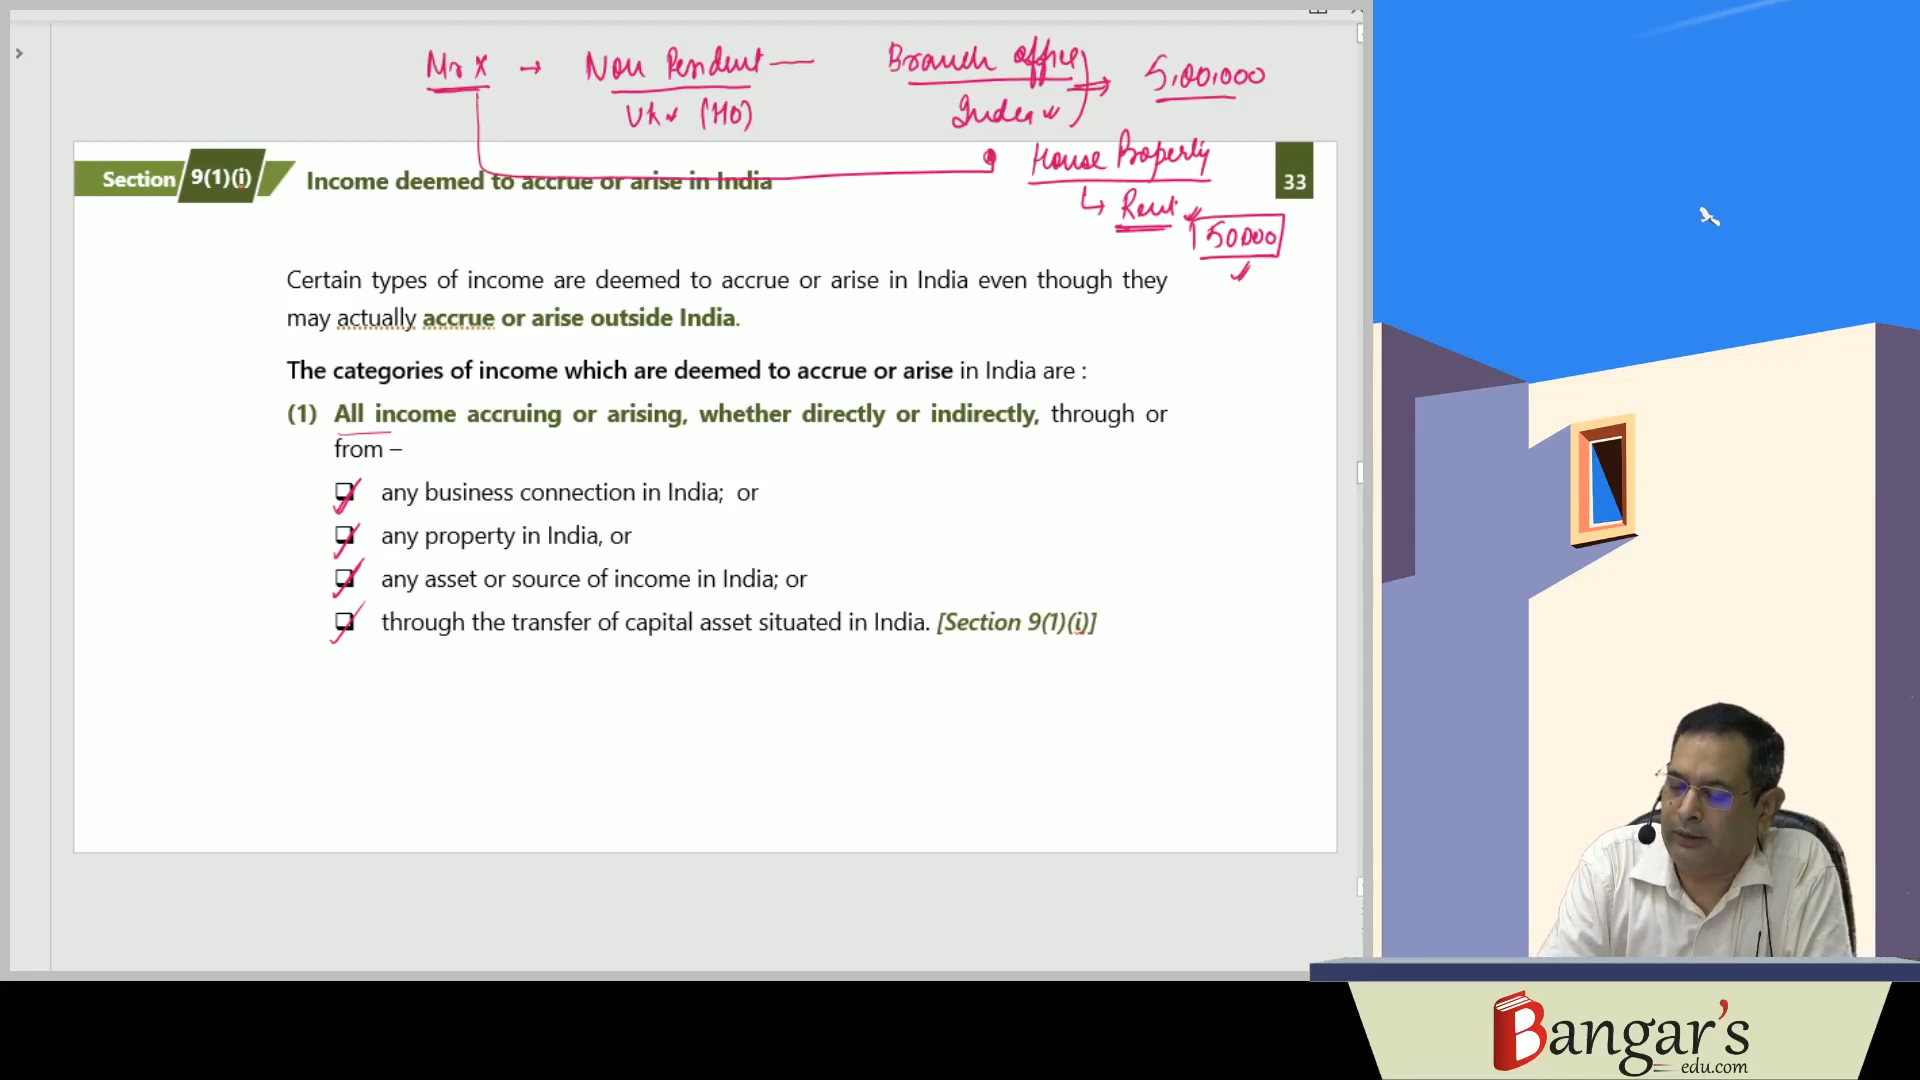 Mr X → Non Resident — Branch office ⇒ 5,00,000
UK (HO) India
House Property
Section 9(1)(i) Income deemed to accrue or arise in India 33
↳ Rent
50000
Certain types of income are deemed to accrue or arise in India even though they
may actually accrue or arise outside India.
The categories of income which are deemed to accrue or arise in India are :
(1) All income accruing or arising, whether directly or indirectly, through or
from –
❑ any business connection in India; or
❑ any property in India, or
❑ any asset or source of income in India; or
❑ through the transfer of capital asset situated in India. [Section 9(1)(i)]
Bangar's
edu.com